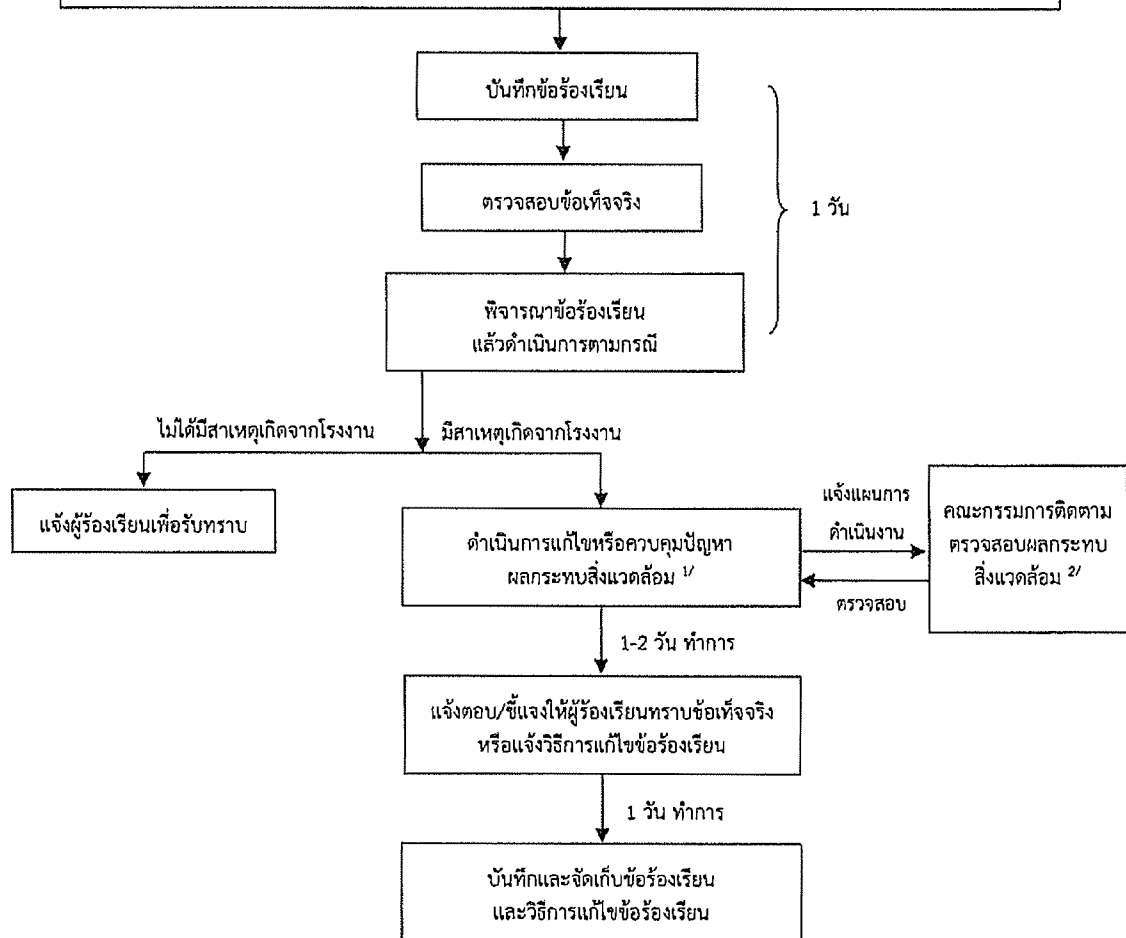 บันทึกข้อร้องเรียน
ตรวจสอบข้อเท็จจริง
1 วัน
พิจารณาข้อร้องเรียน
แล้วดำเนินการตามกรณี
ไม่ได้มีสาเหตุเกิดจากโรงงาน
มีสาเหตุเกิดจากโรงงาน
แจ้งผู้ร้องเรียนเพื่อรับทราบ
ดำเนินการแก้ไขหรือควบคุมปัญหา
ผลกระทบสิ่งแวดล้อม 1/
แจ้งแผนการ
ดำเนินงาน
ตรวจสอบ
คณะกรรมการติดตาม
ตรวจสอบผลกระทบ
สิ่งแวดล้อม 2/
1-2 วัน ทำการ
แจ้งตอบ/ชี้แจงให้ผู้ร้องเรียนทราบข้อเท็จจริง
หรือแจ้งวิธีการแก้ไขข้อร้องเรียน
1 วัน ทำการ
บันทึกและจัดเก็บข้อร้องเรียน
และวิธีการแก้ไขข้อร้องเรียน